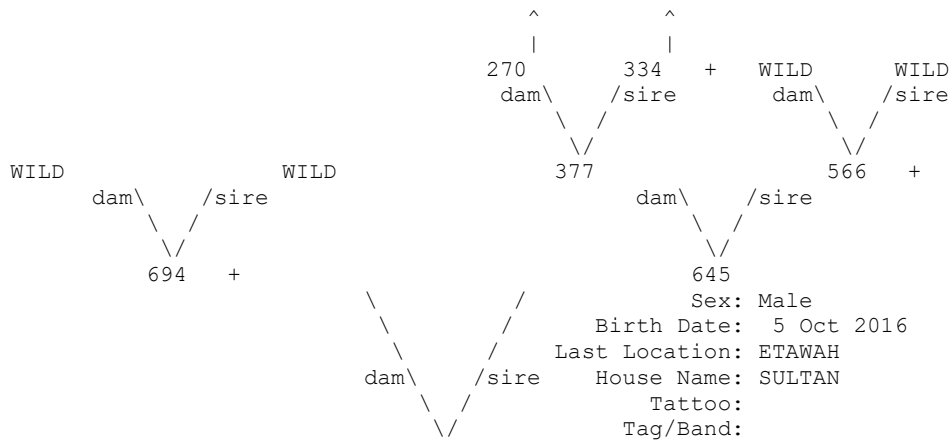 ^ ^
| |
270 334 + WILD WILD
dam\ /sire dam\ /sire
\ / \ /
\/ \/
WILD WILD 377 566 +
dam\ /sire dam\ /sire
\ / \ /
\/ \/
694 + 645
\ / Sex: Male
\ / Birth Date: 5 Oct 2016
\ / Last Location: ETAWAH
dam\ /sire House Name: SULTAN
\ / Tattoo:
\/ Tag/Band: